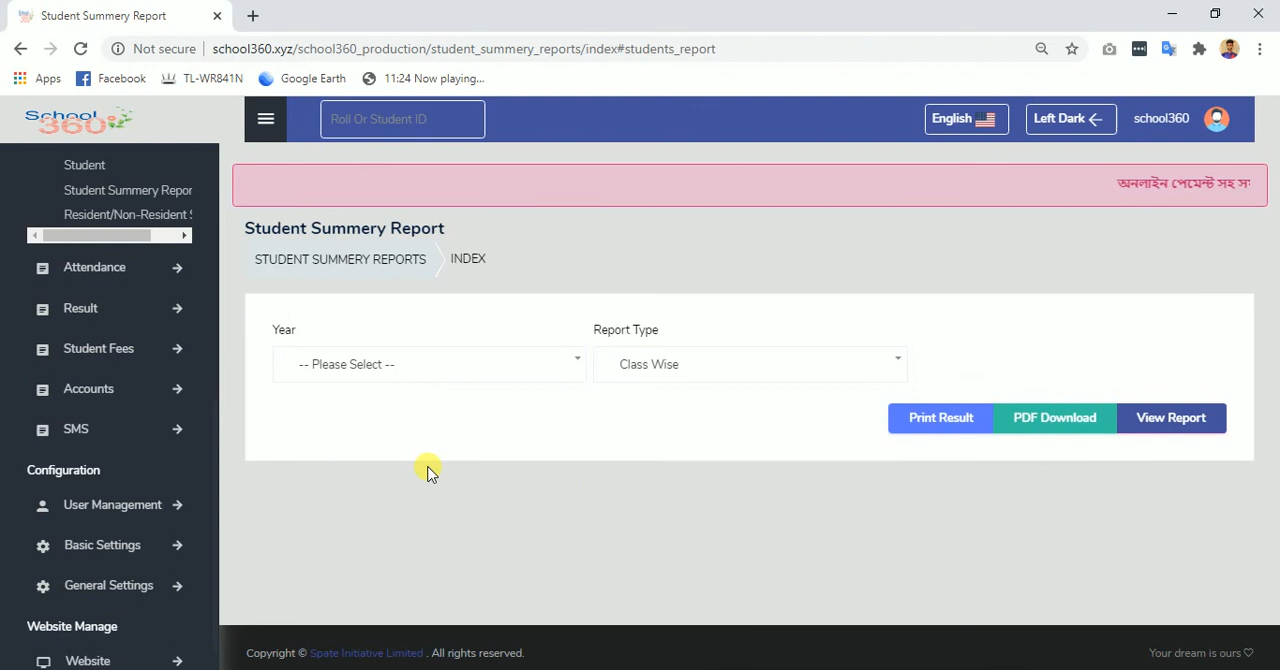 Student Summery Report
Not secure
school360.xyz/school360_production/student_summery_reports/index#students_report
Apps
Facebook
TL-WR841N
Google Earth
11:24 Now playing...
School 360
Roll Or Student ID
English
Left Dark
school360
Student
Student Summary Repor
Resident/Non-Resident S
Attendance
Result
Student Fees
Accounts
SMS
Configuration
User Management
Basic Settings
General Settings
Website Manage
Website
অনলাইন পেমেন্ট সহ
Student Summery Report
STUDENT SUMMERY REPORTS
INDEX
Year
Report Type
-- Please Select --
Class Wise
Print Result
PDF Download
View Report
Copyright © Spate Initiative Limited . All rights reserved.
Your dream is ours ♡